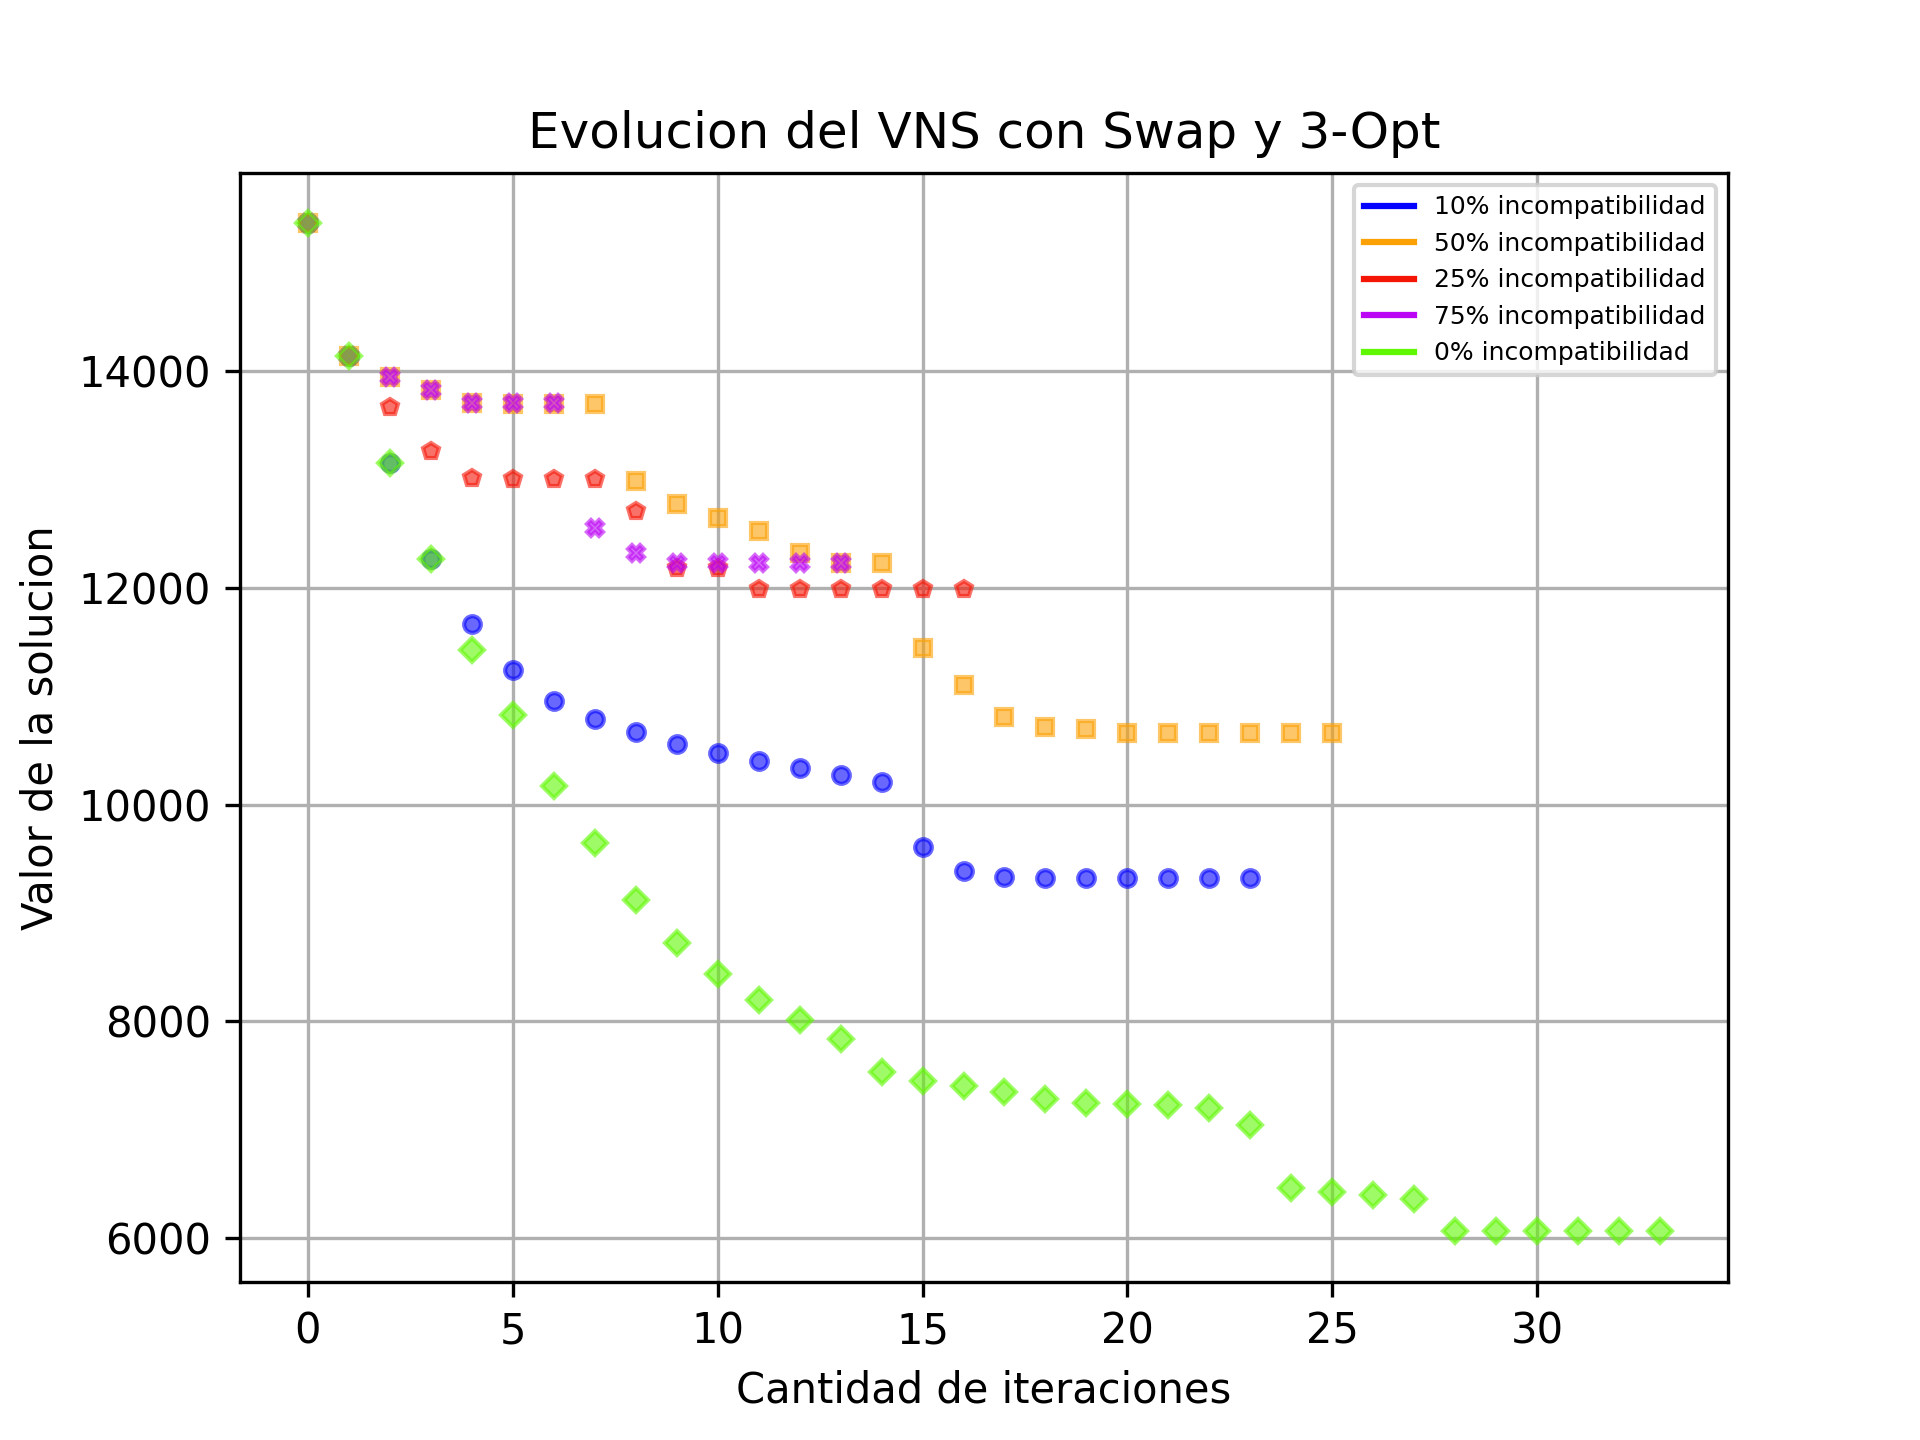 Evolucion del VNS con Swap y 3-Opt
10% incompatibilidad
50% incompatibilidad
25% incompatibilidad
75% incompatibilidad
0% incompatibilidad
Valor de la solucion
14000
12000
10000
8000
6000
0 5 10 15 20 25 30
Cantidad de iteraciones